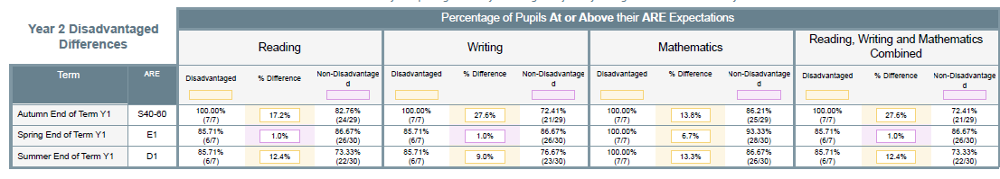 Year 2 Disadvantaged
Differences
Percentage of Pupils At or Above their ARE Expectations
Reading
Writing
Mathematics
Reading, Writing and Mathematics
Combined
Term
ARE
Disadvantaged
% Difference
Non-Disadvantage
d
Disadvantaged
% Difference
Non-Disadvantage
d
Disadvantaged
% Difference
Non-Disadvantage
d
Disadvantaged
% Difference
Non-Disadvantage
d
Autumn End of Term Y1
S40-60
100.00%
(7/7)
17.2%
82.76%
(24/29)
100.00%
(7/7)
27.6%
72.41%
(21/29)
100.00%
(7/7)
13.8%
86.21%
(25/29)
100.00%
(7/7)
27.6%
72.41%
(21/29)
Spring End of Term Y1
E1
85.71%
(6/7)
1.0%
86.67%
(26/30)
85.71%
(6/7)
1.0%
86.67%
(26/30)
100.00%
(7/7)
6.7%
93.33%
(28/30)
85.71%
(6/7)
1.0%
86.67%
(26/30)
Summer End of Term Y1
D1
85.71%
(6/7)
12.4%
73.33%
(22/30)
85.71%
(6/7)
9.0%
76.67%
(23/30)
100.00%
(7/7)
13.3%
86.67%
(26/30)
85.71%
(6/7)
12.4%
73.33%
(22/30)